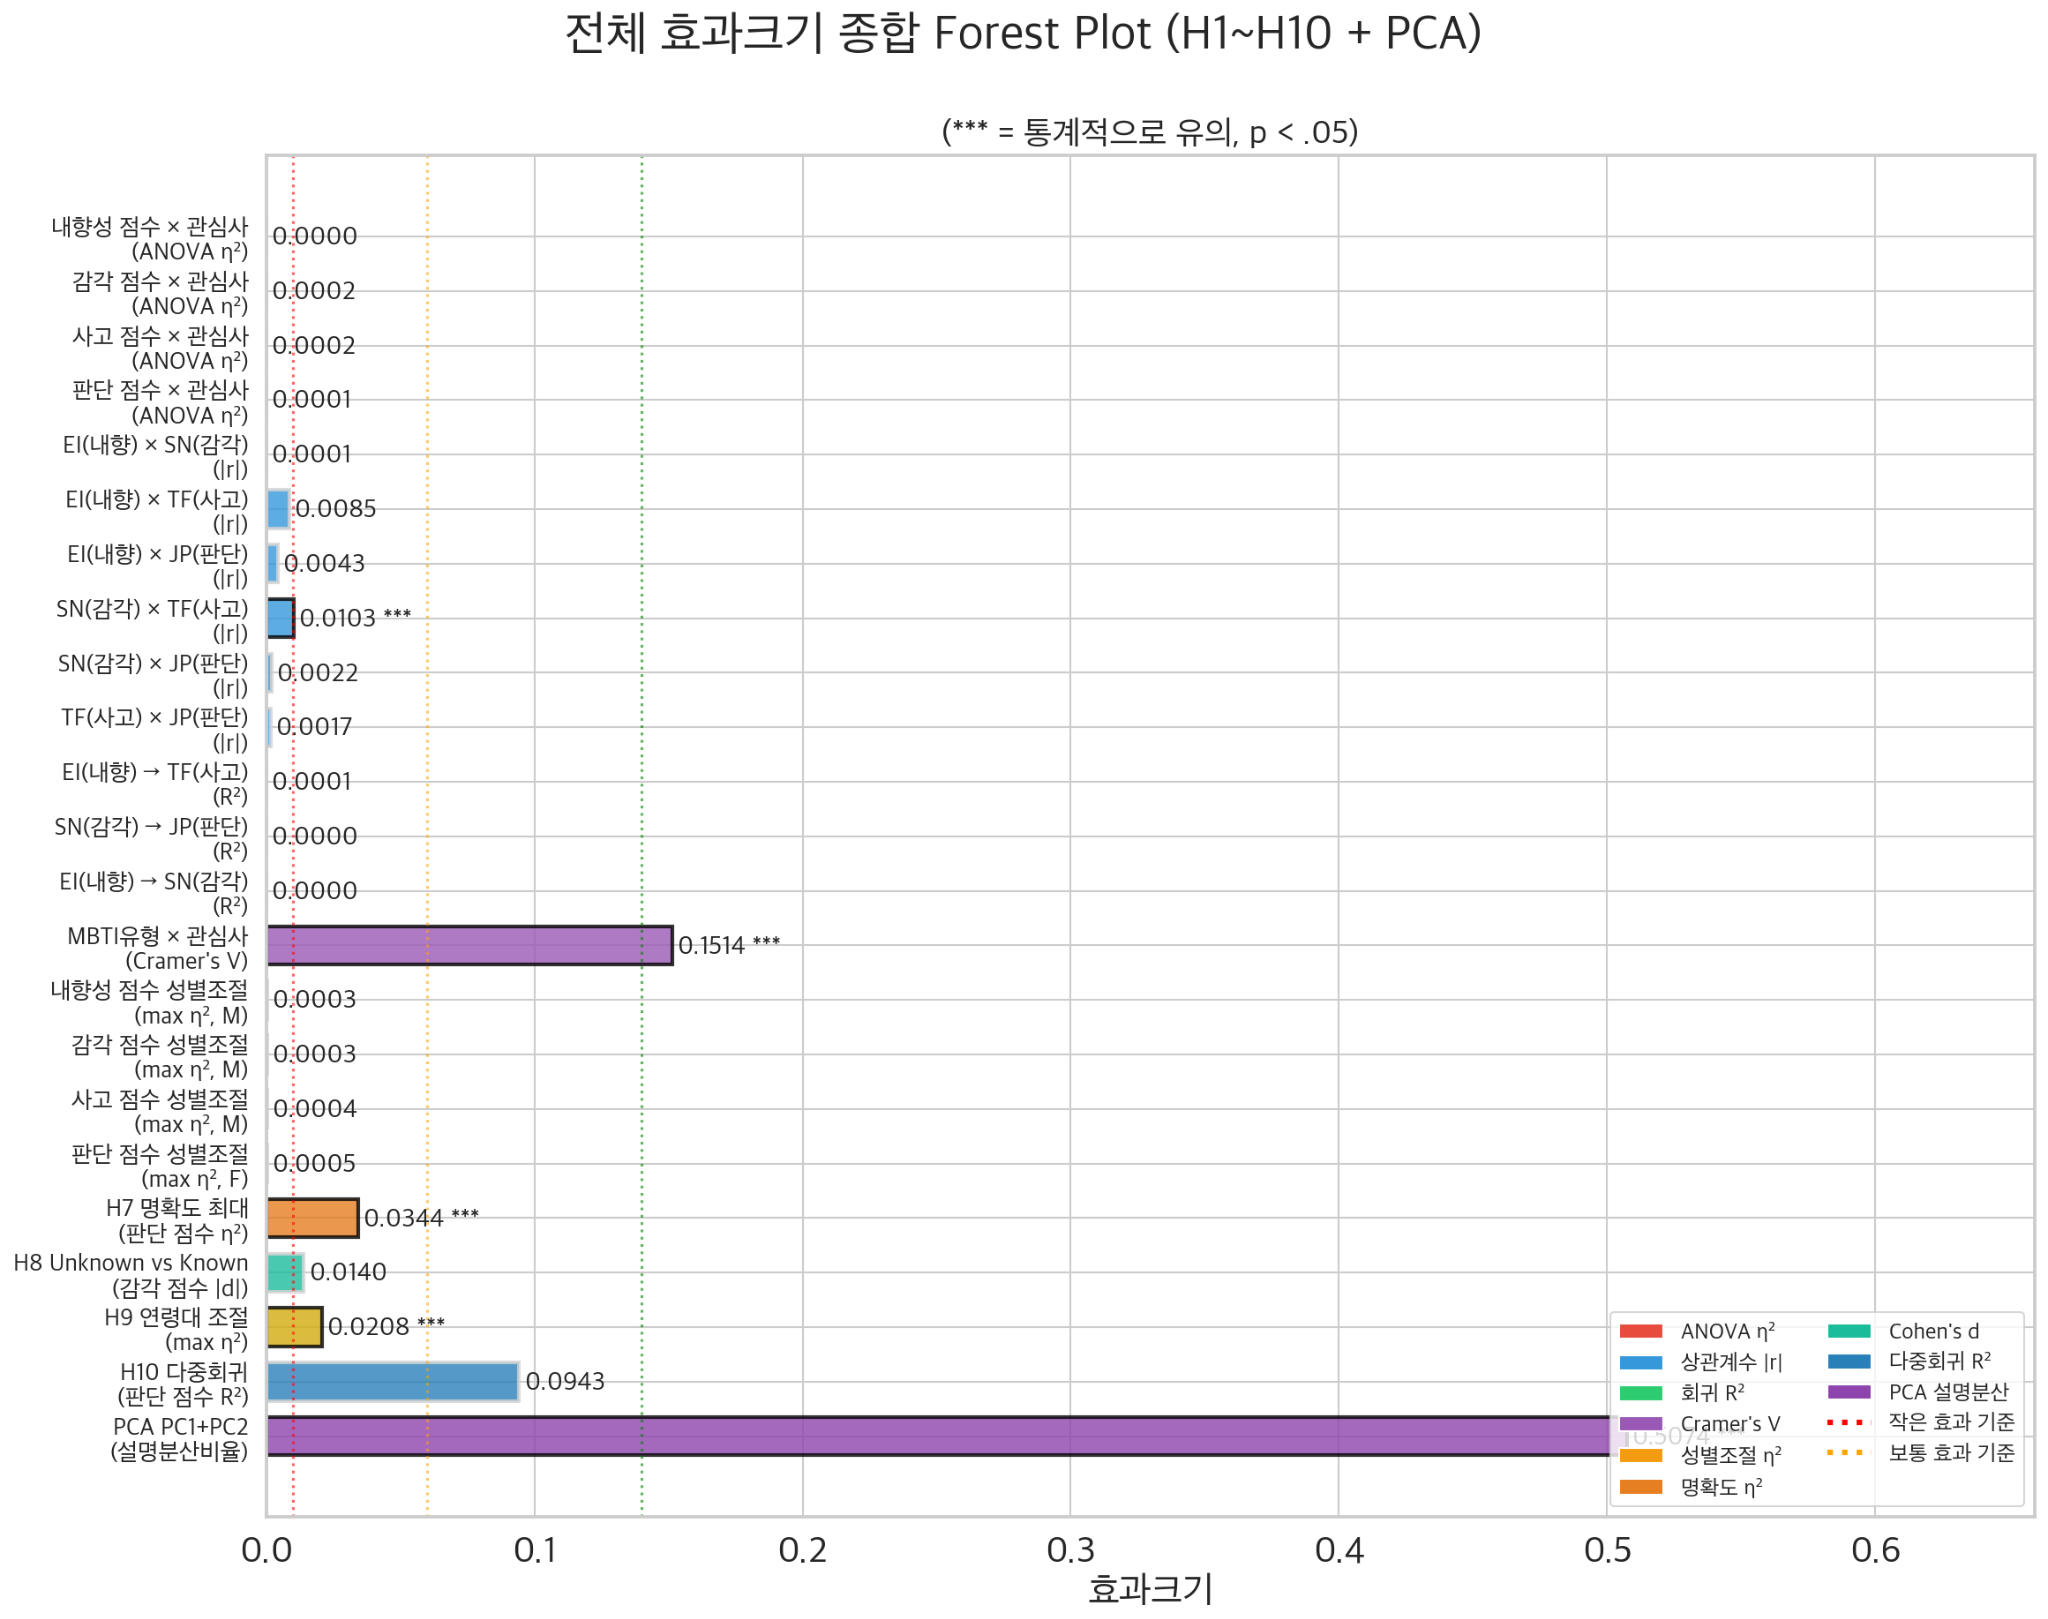 전체 효과크기 종합 Forest Plot (H1~H10 + PCA)
(*** = 통계적으로 유의, p < .05)
내향성 점수 × 관심사
(ANOVA η²)
0.0000
감각 점수 × 관심사
(ANOVA η²)
0.0002
사고 점수 × 관심사
(ANOVA η²)
0.0002
판단 점수 × 관심사
(ANOVA η²)
0.0001
EI(내향) × SN(감각)
(|r|)
0.0001
EI(내향) × TF(사고)
(|r|)
0.0085
EI(내향) × JP(판단)
(|r|)
0.0043
SN(감각) × TF(사고)
(|r|)
0.0103 ***
SN(감각) × JP(판단)
(|r|)
0.0022
TF(사고) × JP(판단)
(|r|)
0.0017
EI(내향) → TF(사고)
(R²)
0.0001
SN(감각) → JP(판단)
(R²)
0.0000
EI(내향) → SN(감각)
(R²)
0.0000
MBTI유형 × 관심사
(Cramer's V)
0.1514 ***
내향성 점수 성별조절
(max η², M)
0.0003
감각 점수 성별조절
(max η², M)
0.0003
사고 점수 성별조절
(max η², M)
0.0004
판단 점수 성별조절
(max η², F)
0.0005
H7 명확도 최대
(판단 점수 η²)
0.0344 ***
H8 Unknown vs Known
(감각 점수 |d|)
0.0140
H9 연령대 조절
(max η²)
0.0208 ***
H10 다중회귀
(판단 점수 R²)
0.0943
PCA PC1+PC2
(설명분산비율)
0.5074 ***
ANOVA η²
상관계수 |r|
회귀 R²
Cramer's V
성별조절 η²
명확도 η²
Cohen's d
다중회귀 R²
PCA 설명분산
작은 효과 기준
보통 효과 기준
0.0 0.1 0.2 0.3 0.4 0.5 0.6
효과크기